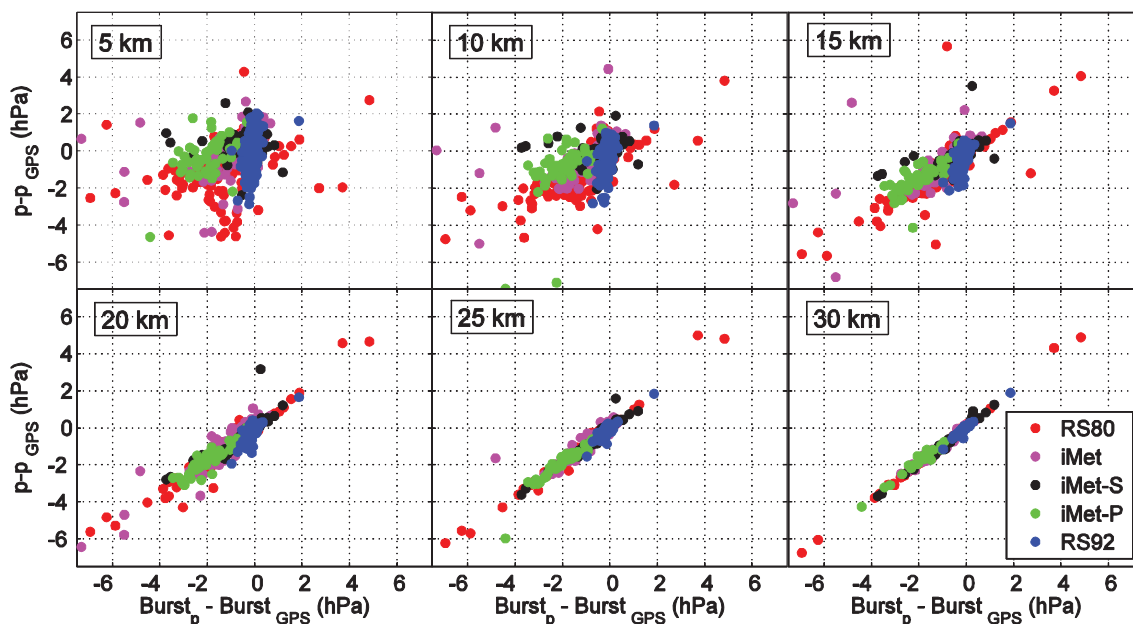 5 km
10 km
15 km
6
4
2
0
-2
-4
-6
p-p GPS (hPa)
20 km
25 km
30 km
6
4
2
0
-2
-4
-6
p-p GPS (hPa)
RS80
iMet
iMet-S
iMet-P
RS92
-6 -4 -2 0 2 4 6
-6 -4 -2 0 2 4 6
-6 -4 -2 0 2 4 6
Burst p - Burst GPS (hPa)
Burst p - Burst GPS (hPa)
Burst p - Burst GPS (hPa)